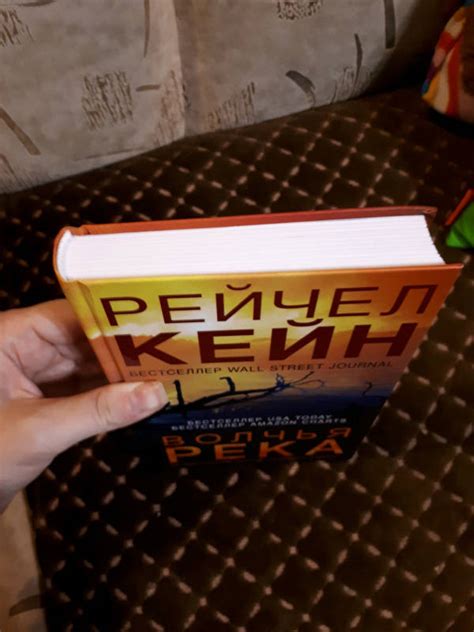 РЕЙЧЕЛ
КЕЙН
БЕСТСЕЛЛЕР WALL STREET JOURNAL
БЕСТСЕЛЛЕР USA TODAY
БЕСТСЕЛЛЕР AMAZON CHARTS
ВОЛЧЬЯ
РЕКА